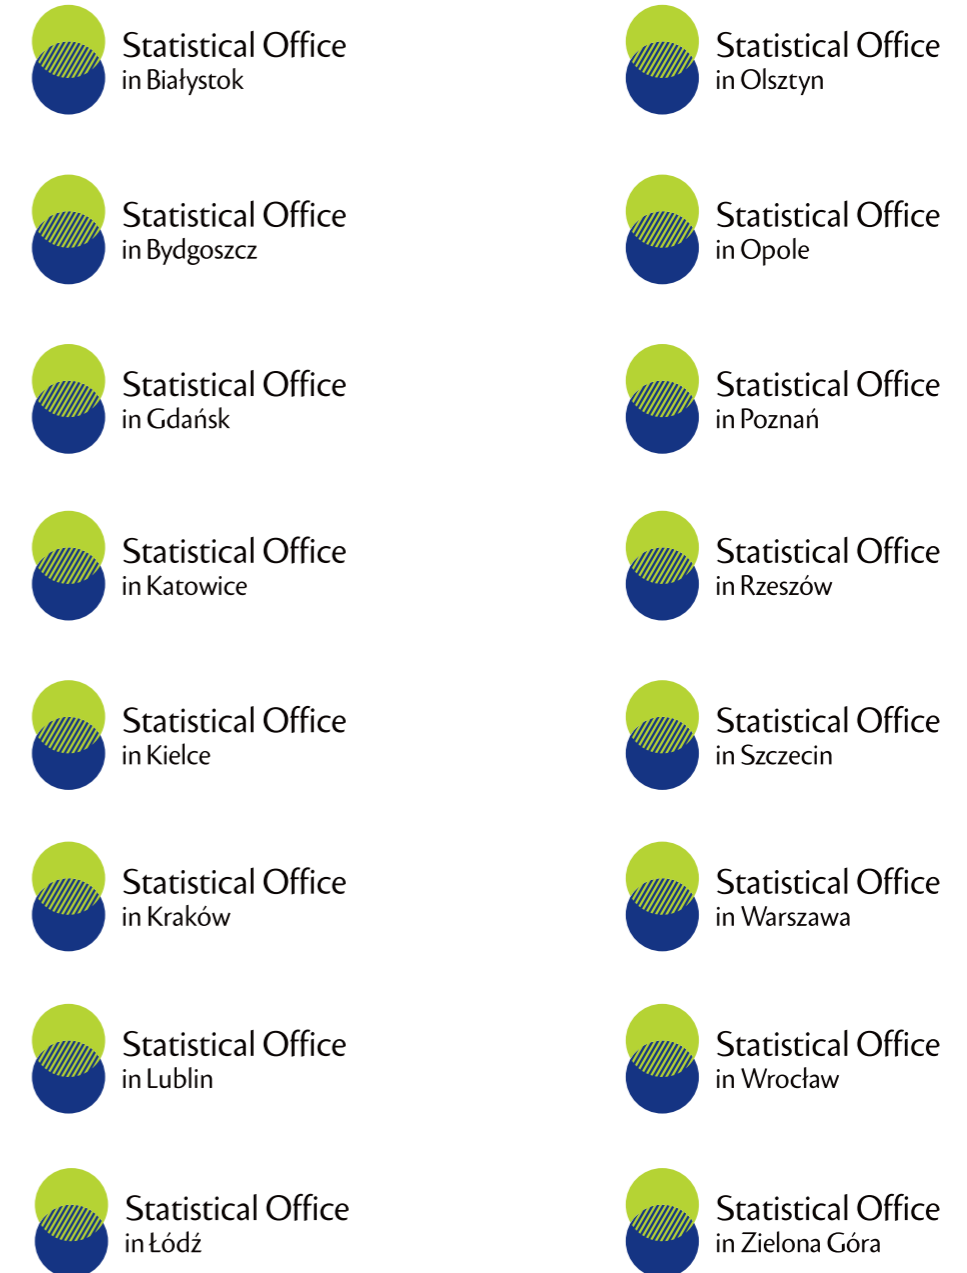 Statistical Office
in Białystok
Statistical Office
in Bydgoszcz
Statistical Office
in Gdańsk
Statistical Office
in Katowice
Statistical Office
in Kielce
Statistical Office
in Kraków
Statistical Office
in Lublin
Statistical Office
in Łódź
Statistical Office
in Olsztyn
Statistical Office
in Opole
Statistical Office
in Poznań
Statistical Office
in Rzeszów
Statistical Office
in Szczecin
Statistical Office
in Warszawa
Statistical Office
in Wrocław
Statistical Office
in Zielona Góra